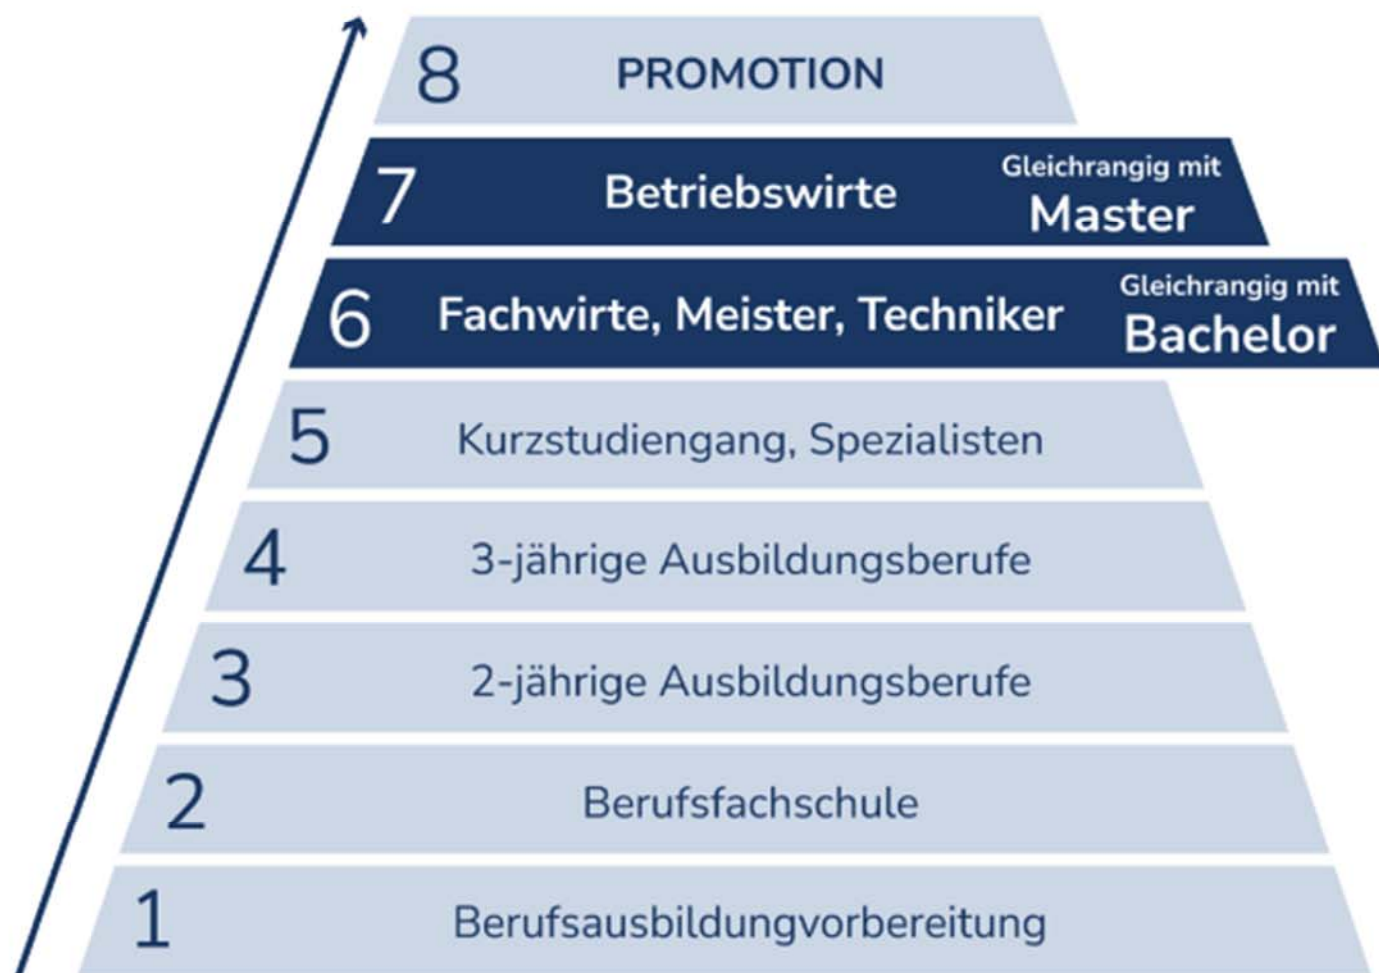 8 PROMOTION
7 Betriebswirte Gleichrangig mit
Master
6 Fachwirte, Meister, Techniker Gleichrangig mit
Bachelor
5 Kurzstudiengang, Spezialisten
4 3-jährige Ausbildungsberufe
3 2-jährige Ausbildungsberufe
2 Berufsfachschule
1 Berufsausbildungvorbereitung